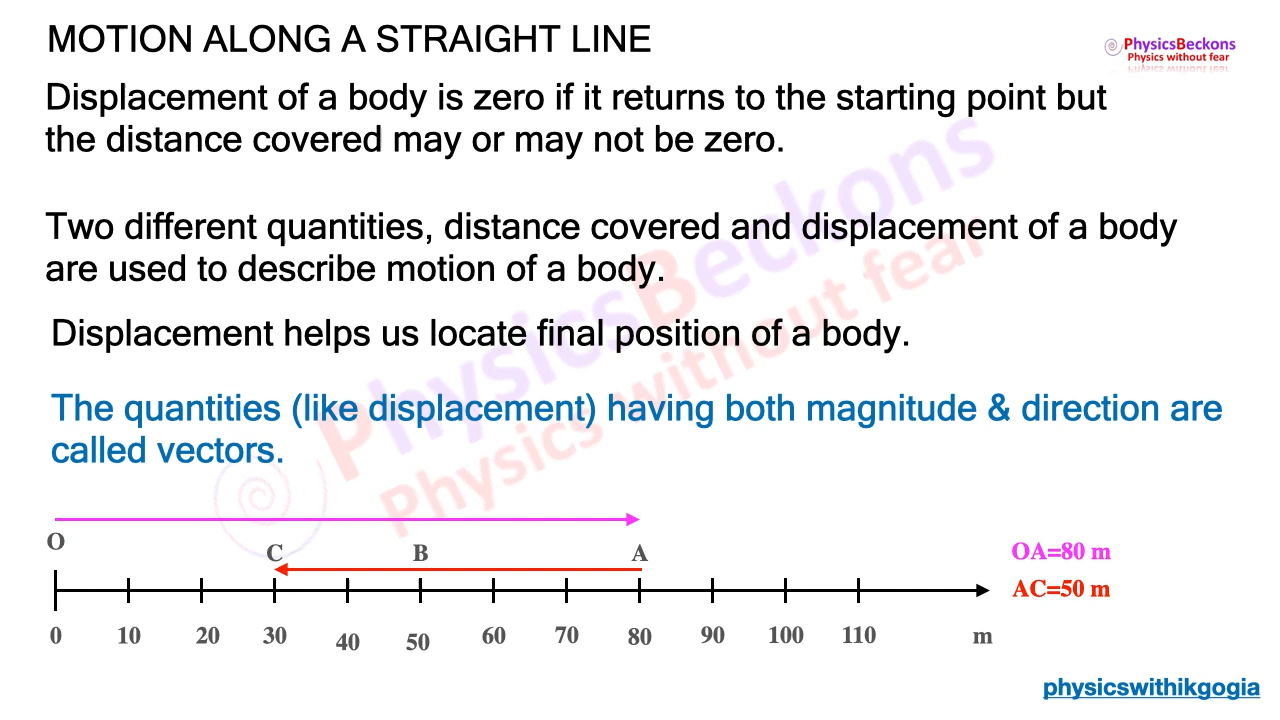 MOTION ALONG A STRAIGHT LINE
PhysicsBeckons
Physics without fear
Displacement of a body is zero if it returns to the starting point but
the distance covered may or may not be zero.
Two different quantities, distance covered and displacement of a body
are used to describe motion of a body.
Displacement helps us locate final position of a body.
The quantities (like displacement) having both magnitude & direction are
called vectors.
PhysicsBeckons
Physics without fear
O C B A OA=80 m
AC=50 m
0 10 20 30 40 50 60 70 80 90 100 110 m
physicswithikgogia